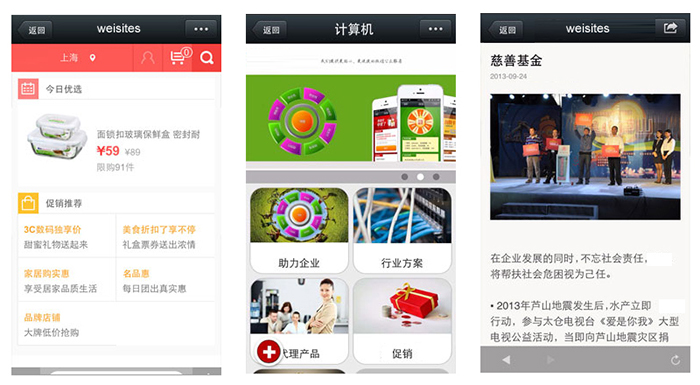 返回
weisites
上海
0
今日优选
面锁扣玻璃保鲜盒 密封耐
¥59 ¥89
限购91件
促销推荐
3C数码独享价
甜蜜礼物送起来
美食折扣了享不停
礼盒票券送出浓情
家居购实惠
享受居家品质生活
名品惠
每日团出真实惠
品牌店铺
大牌低价抢购
返回
计算机
助力企业
行业方案
代理产品
促销
返回
weisites
慈善基金
2013-09-24
在企业发展的同时,不忘社会责任,
将帮扶社会危困视为己任。
• 2013年芦山地震发生后,水产立即
行动,参与太仓电视台《爱是你我》大型
电视公益活动,当即向芦山地震灾区捐